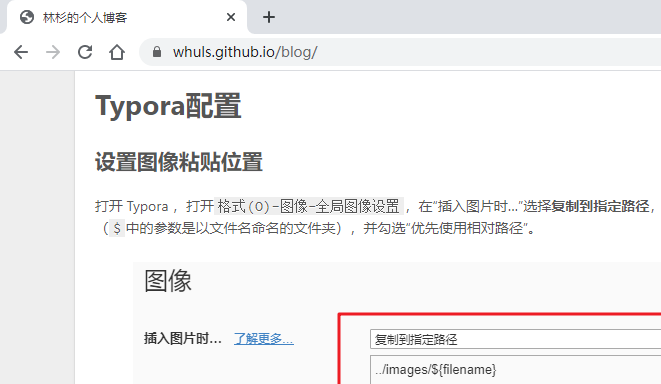 林杉的个人博客
whuls.github.io/blog/
Typora配置
设置图像粘贴位置
打开 Typora ，打开 格式(O)-图像-全局图像设置 ，在“插入图片时...”选择复制到指定路径，
（ $ 中的参数是以文件名命名的文件夹），并勾选“优先使用相对路径”。
图像
插入图片时... 了解更多... 复制到指定路径
../images/${filename}